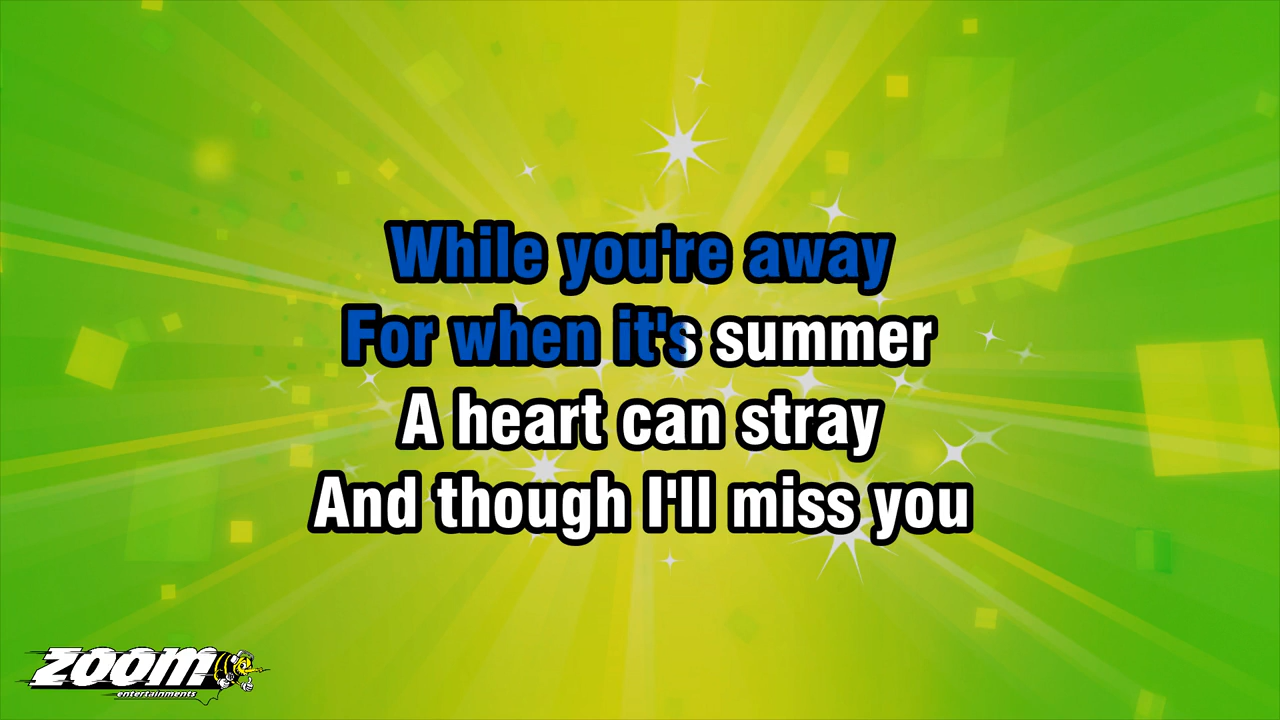 While you're away
For when it's summer
A heart can stray
And though I'll miss you
zoom
entertainments